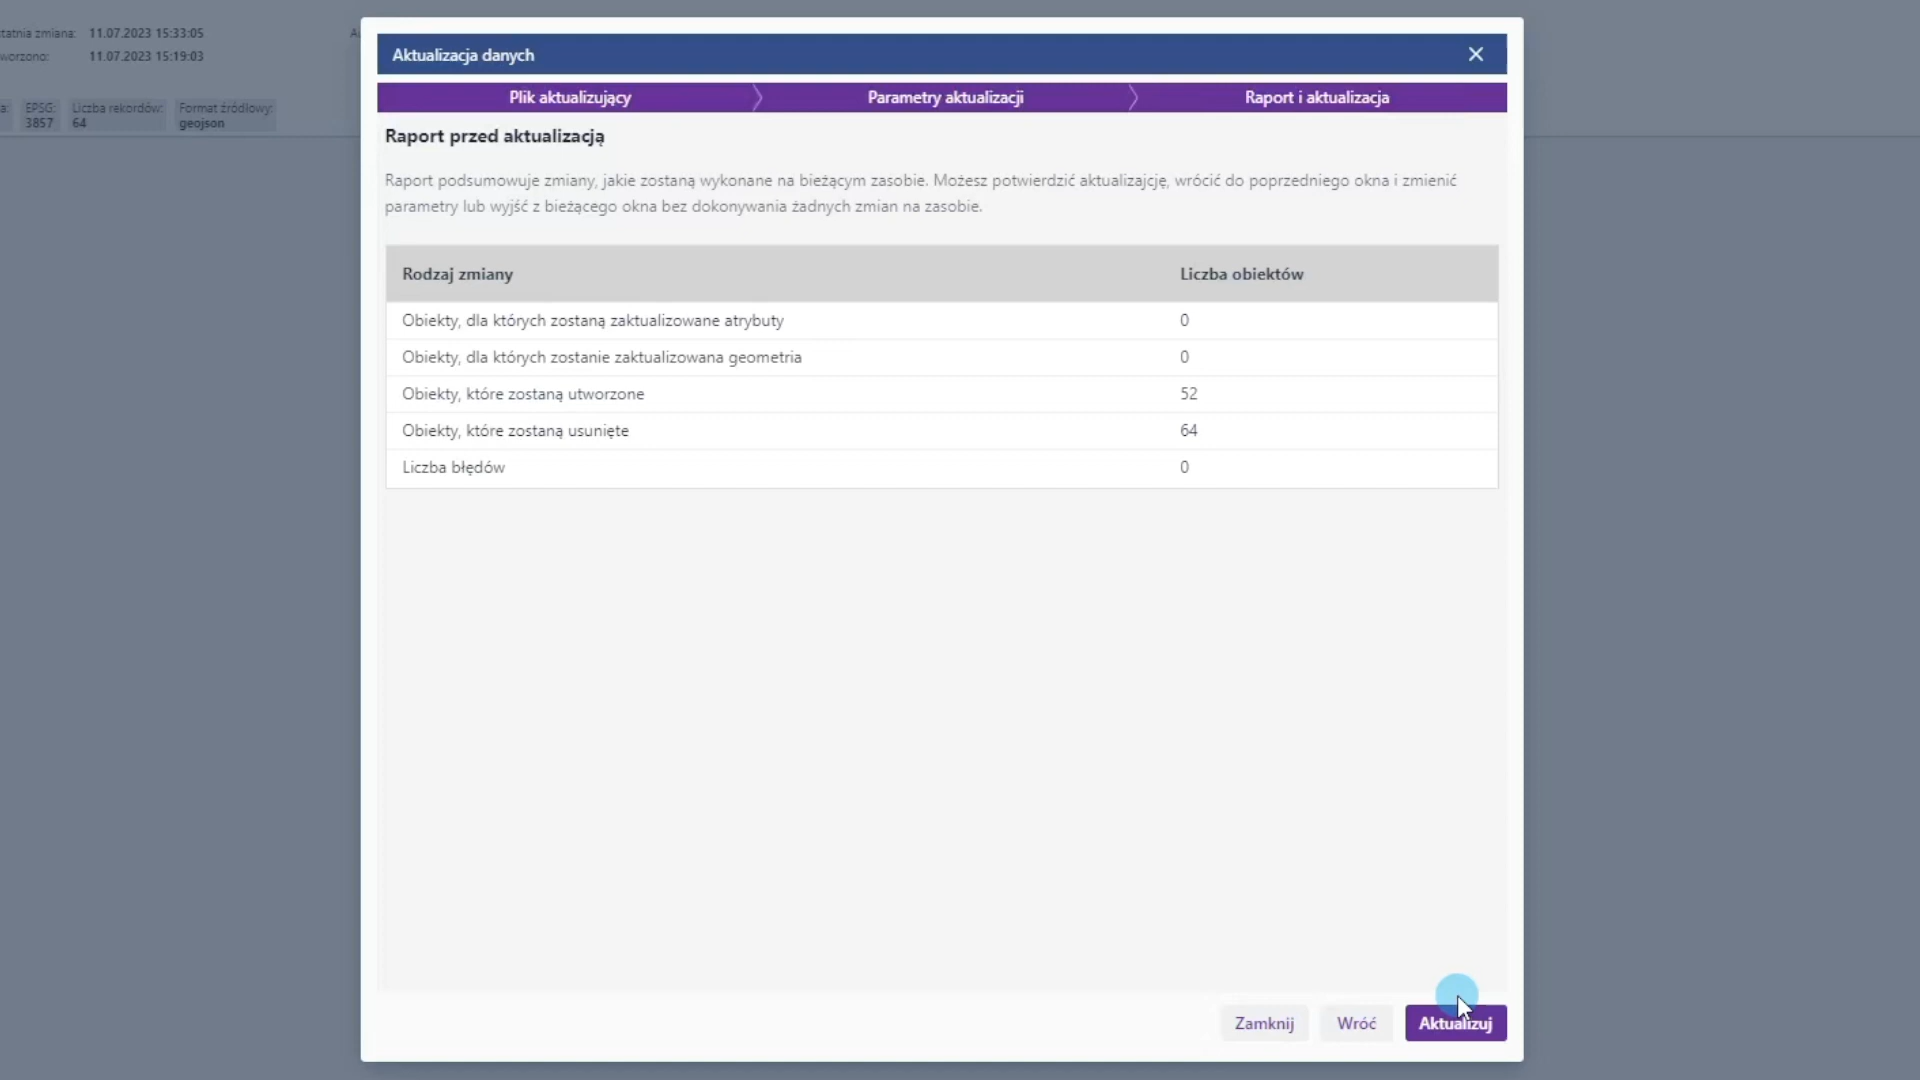 zmiana: 11.07.2023 15:33:05
11.07.2023 15:19:03
EPSG: Liczba rekordów: Format źródłowy:
3857 64 geojson
Aktualizacja danych
Plik aktualizujący Parametry aktualizacji Raport i aktualizacja
Raport przed aktualizacją
Raport podsumowuje zmiany, jakie zostaną wykonane na bieżącym zasobie. Możesz potwierdzić aktualizajcję, wrócić do poprzedniego okna i zmienić
parametry lub wyjść z bieżącego okna bez dokonywania żadnych zmian na zasobie.
Rodzaj zmiany Liczba obiektów
Obiekty, dla których zostaną zaktualizowane atrybuty 0
Obiekty, dla których zostanie zaktualizowana geometria 0
Obiekty, które zostaną utworzone 52
Obiekty, które zostaną usunięte 64
Liczba błędów 0
Zamknij Wróć Aktualizuj